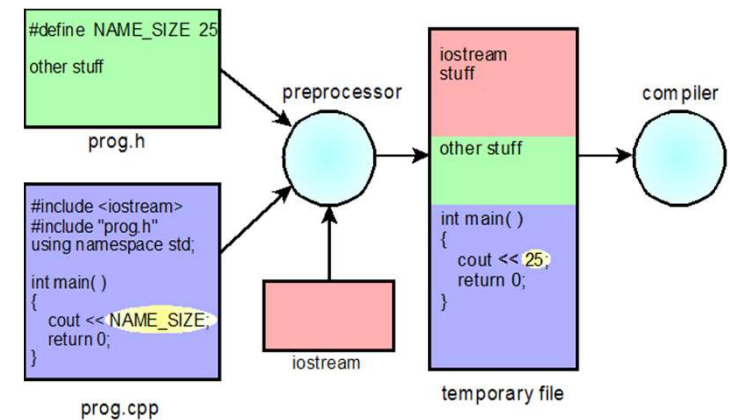 #define NAME_SIZE 25
other stuff
prog.h
#include <iostream>
#include "prog.h"
using namespace std;
int main( )
{
cout << NAME_SIZE;
return 0;
}
prog.cpp
preprocessor
iostream
iostream
stuff
other stuff
int main( )
{
cout << 25;
return 0;
}
temporary file
compiler